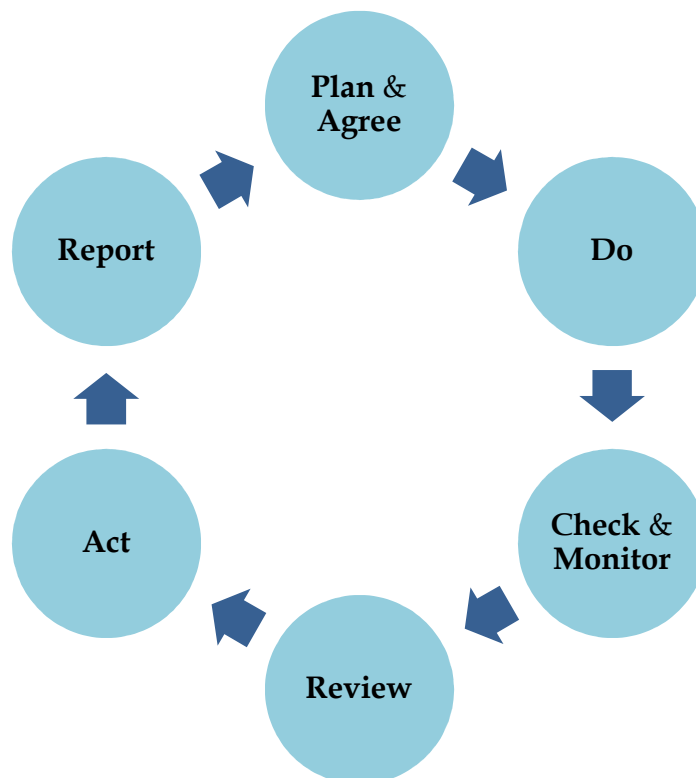 Plan &
Agree
Do
Check &
Monitor
Review
Act
Report